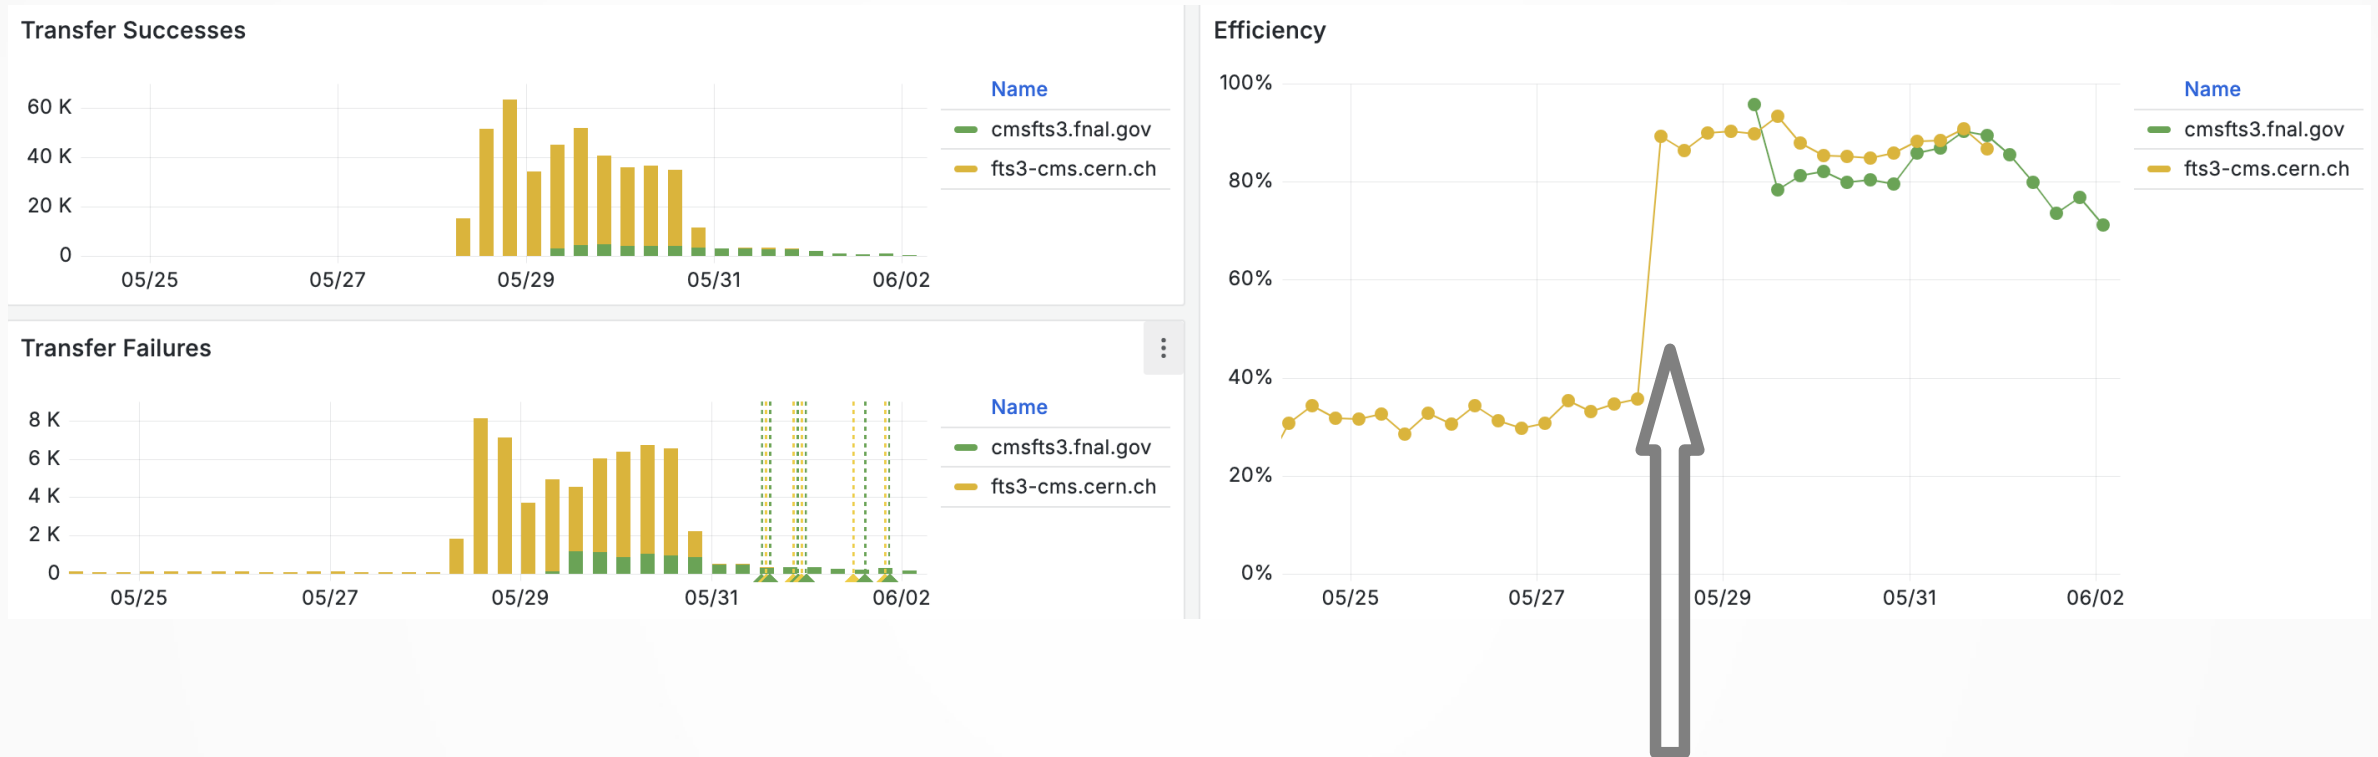 Transfer Successes
Name
60 K
cmsfts3.fnal.gov
40 K
fts3-cms.cern.ch
20 K
0
05/25 05/27 05/29 05/31 06/02
Transfer Failures
Name
8 K
cmsfts3.fnal.gov
6 K
fts3-cms.cern.ch
4 K
2 K
0
05/25 05/27 05/29 05/31 06/02
Efficiency
100%
Name
cmsfts3.fnal.gov
fts3-cms.cern.ch
80%
60%
40%
20%
0%
05/25 05/27 05/29 05/31 06/02